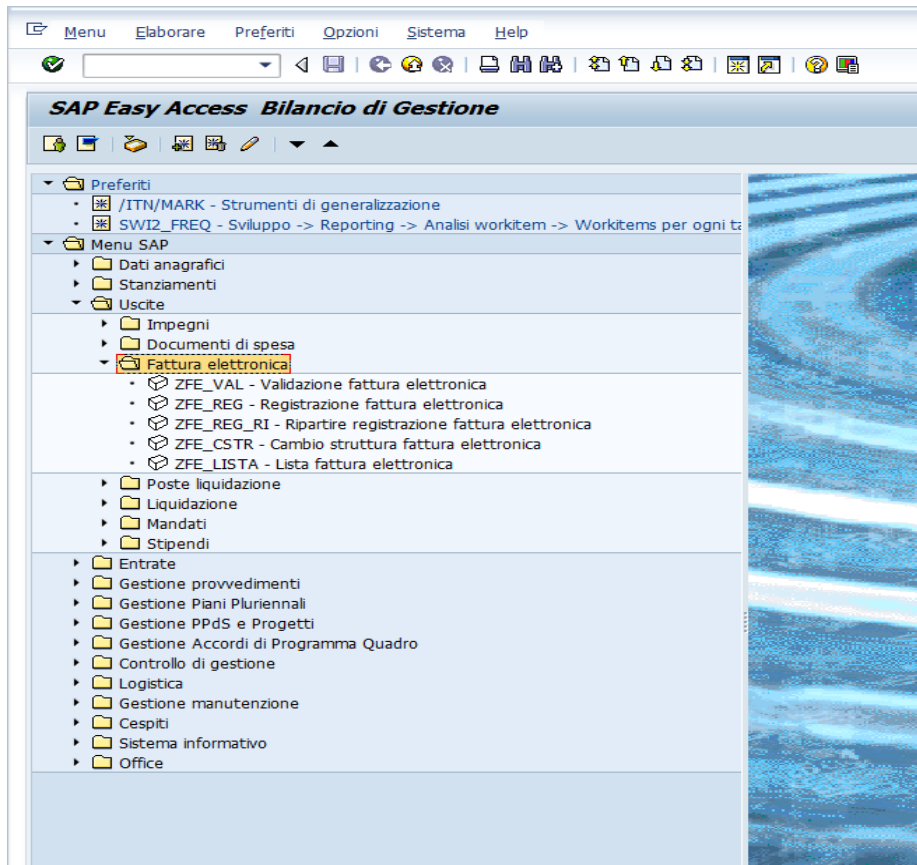 Menu Elaborare Preferiti Opzioni Sistema Help
SAP Easy Access Bilancio di Gestione
Preferiti
/ITN/MARK - Strumenti di generalizzazione
SWI2_FREQ - Sviluppo -> Reporting -> Analisi workitem -> Workitems per ogni ta
Menu SAP
Dati anagrafici
Stanziamenti
Uscite
Impegni
Documenti di spesa
Fattura elettronica
ZFE_VAL - Validazione fattura elettronica
ZFE_REG - Registrazione fattura elettronica
ZFE_REG_RI - Ripartire registrazione fattura elettronica
ZFE_CSTR - Cambio struttura fattura elettronica
ZFE_LISTA - Lista fattura elettronica
Poste liquidazione
Liquidazione
Mandati
Stipendi
Entrate
Gestione provvedimenti
Gestione Piani Pluriennali
Gestione PPdS e Progetti
Gestione Accordi di Programma Quadro
Controllo di gestione
Logistica
Gestione manutenzione
Cespiti
Sistema informativo
Office